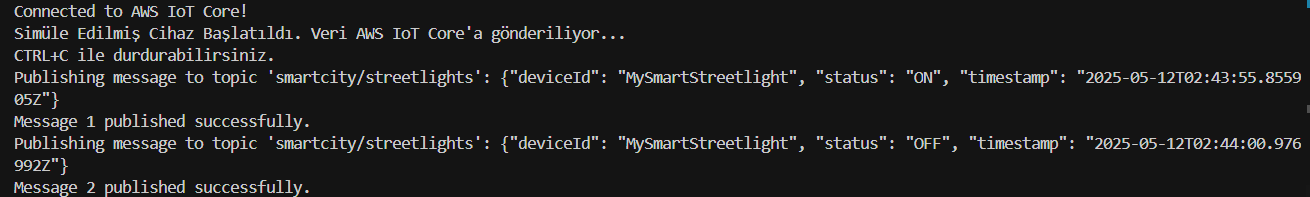 Connected to AWS IoT Core!
Simüle Edilmiş Cihaz Başlatıldı. Veri AWS IoT Core'a gönderiliyor...
CTRL+C ile durdurabilirsiniz.
Publishing message to topic 'smartcity/streetlights': {"deviceId": "MySmartStreetlight", "status": "ON", "timestamp": "2025-05-12T02:43:55.8559
05Z"}
Message 1 published successfully.
Publishing message to topic 'smartcity/streetlights': {"deviceId": "MySmartStreetlight", "status": "OFF", "timestamp": "2025-05-12T02:44:00.976
992Z"}
Message 2 published successfully.